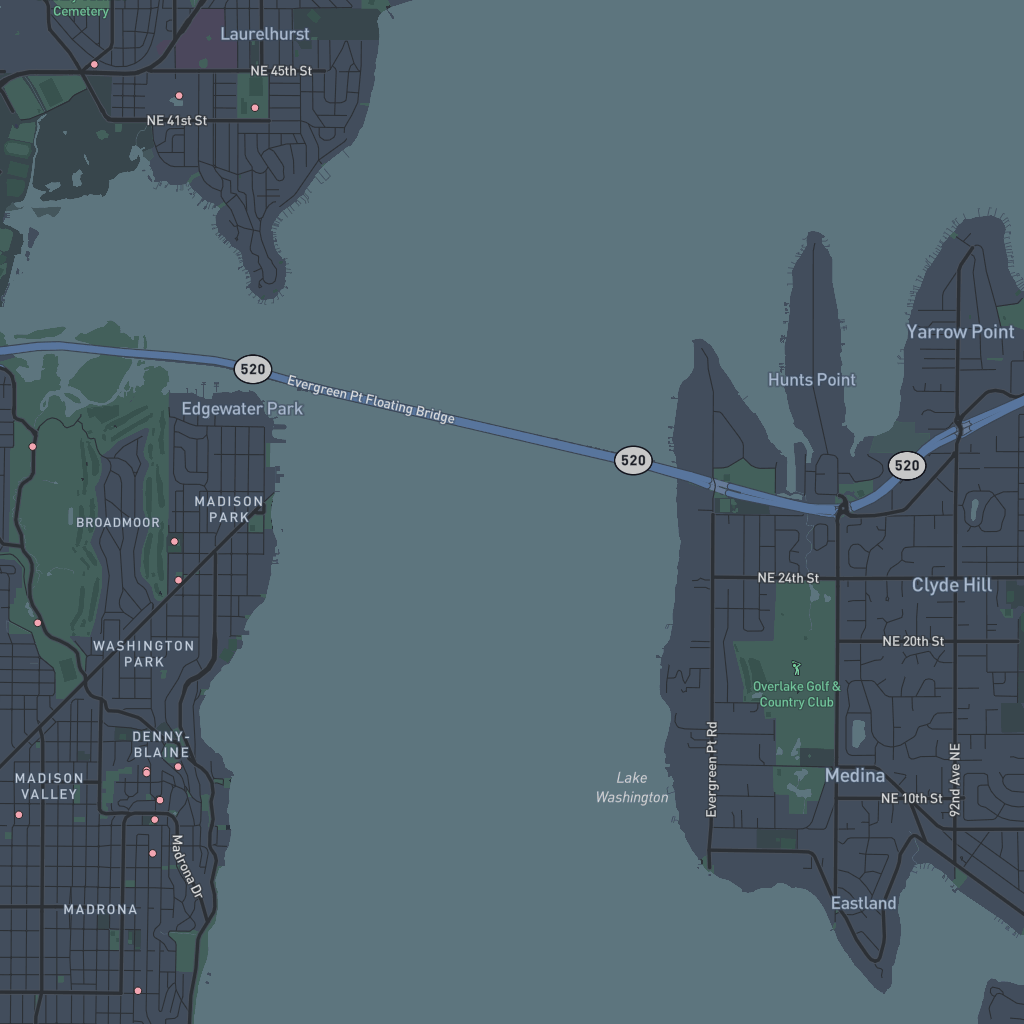 Cemetery
Laurelhurst
NE 45th St
NE 41st St
Yarrow Point
520
Hunts Point
Evergreen Pt Floating Bridge
Edgewater Park
520
520
MADISON
PARK
BROADMOOR
NE 24th St
Clyde Hill
WASHINGTON
PARK
NE 20th St
Overlake Golf &
Country Club
DENNY-
BLAINE
Evergreen Pt Rd
92nd Ave NE
Lake
Washington
Medina
MADISON
VALLEY
NE 10th St
Madrona Dr
MADRONA
Eastland